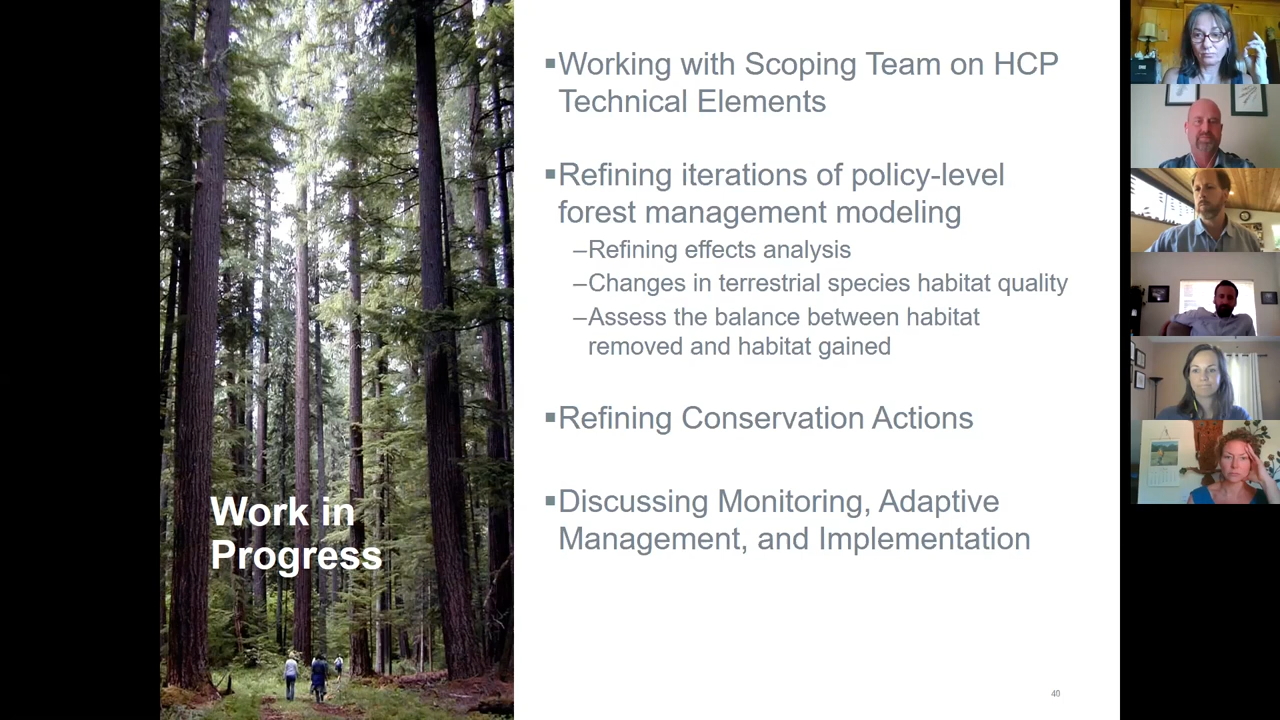 ▪Working with Scoping Team on HCP
Technical Elements
▪Refining iterations of policy-level
forest management modeling
–Refining effects analysis
–Changes in terrestrial species habitat quality
–Assess the balance between habitat
removed and habitat gained
▪Refining Conservation Actions
▪Discussing Monitoring, Adaptive
Management, and Implementation
Work in
Progress
40